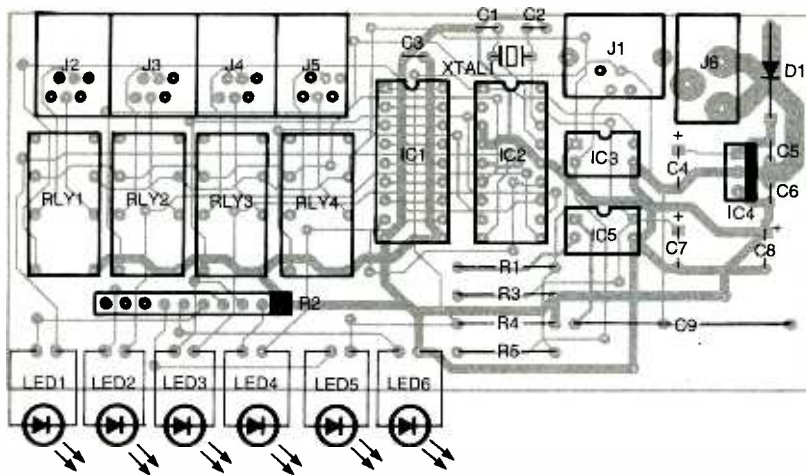 C1 C2
J2 J3 J4 J5 C3 J1 J6
XTAL1 D1
IC1 IC2 IC3 C4 + C5
RLY1 RLY2 RLY3 RLY4 IC4 C6
IC5 C7 + C8 +
R1
R2 R3
R4 C9
R5
LED1 LED2 LED3 LED4 LED5 LED6